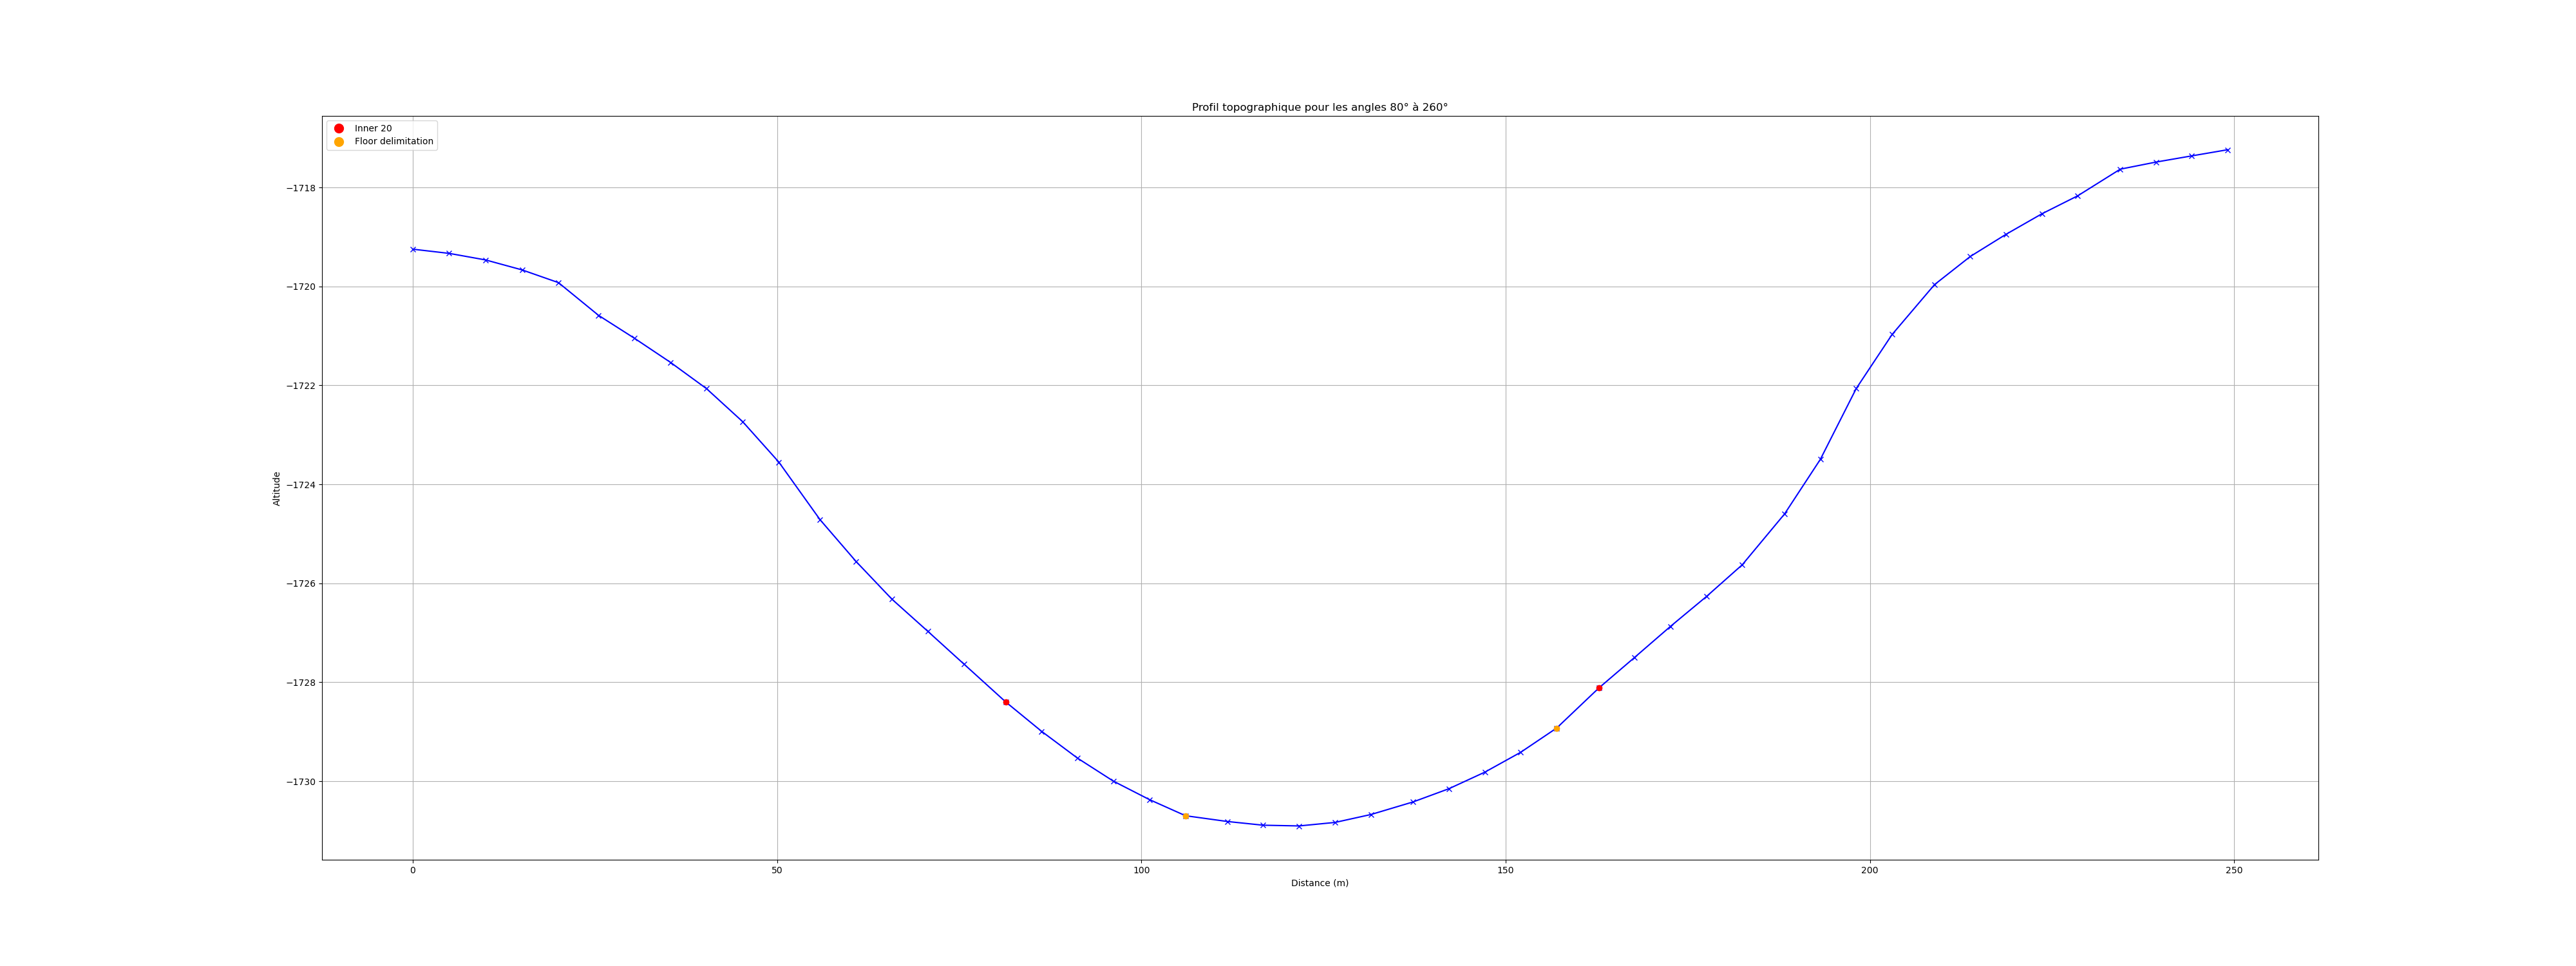 Profil topographique pour les angles 80° à 260°
Inner 20
Floor delimitation
−1718
−1720
−1722
−1724
−1726
−1728
−1730
Altitude
0 50 100 150 200 250
Distance (m)